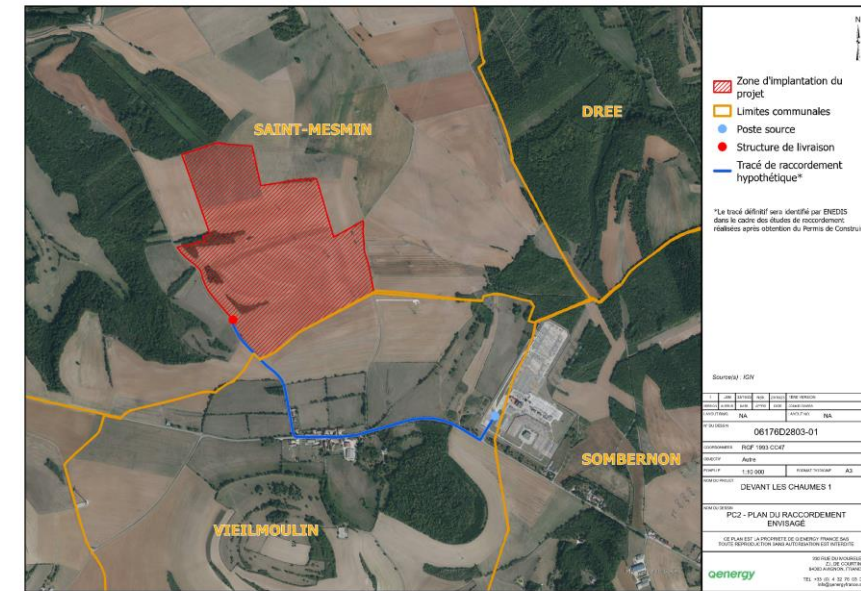 SAINT-MESMIN
DREE
SOMBERNON
VIEILMOULIN
N
Zone d'implantation du
projet
Limites communales
Poste source
Structure de livraison
Tracé de raccordement
hypothétique*
*Le tracé définitif sera identifié par ENEDIS
dans le cadre des études de raccordement
réalisées après obtention du Permis de Construi
Source(s) : IGN
NA
NA
06176D2803-01
RGF 1993 CC47
Autre
1:10 000
A3
DEVANT LES CHAUMES 1
PC2 - PLAN DU RACCORDEMENT
ENVISAGÉ
CE PLAN EST LA PROPRIETE DE Q ENERGY FRANCE SAS
TOUTE REPRODUCTION SANS AUTORISATION EST INTERDITE
qenergy